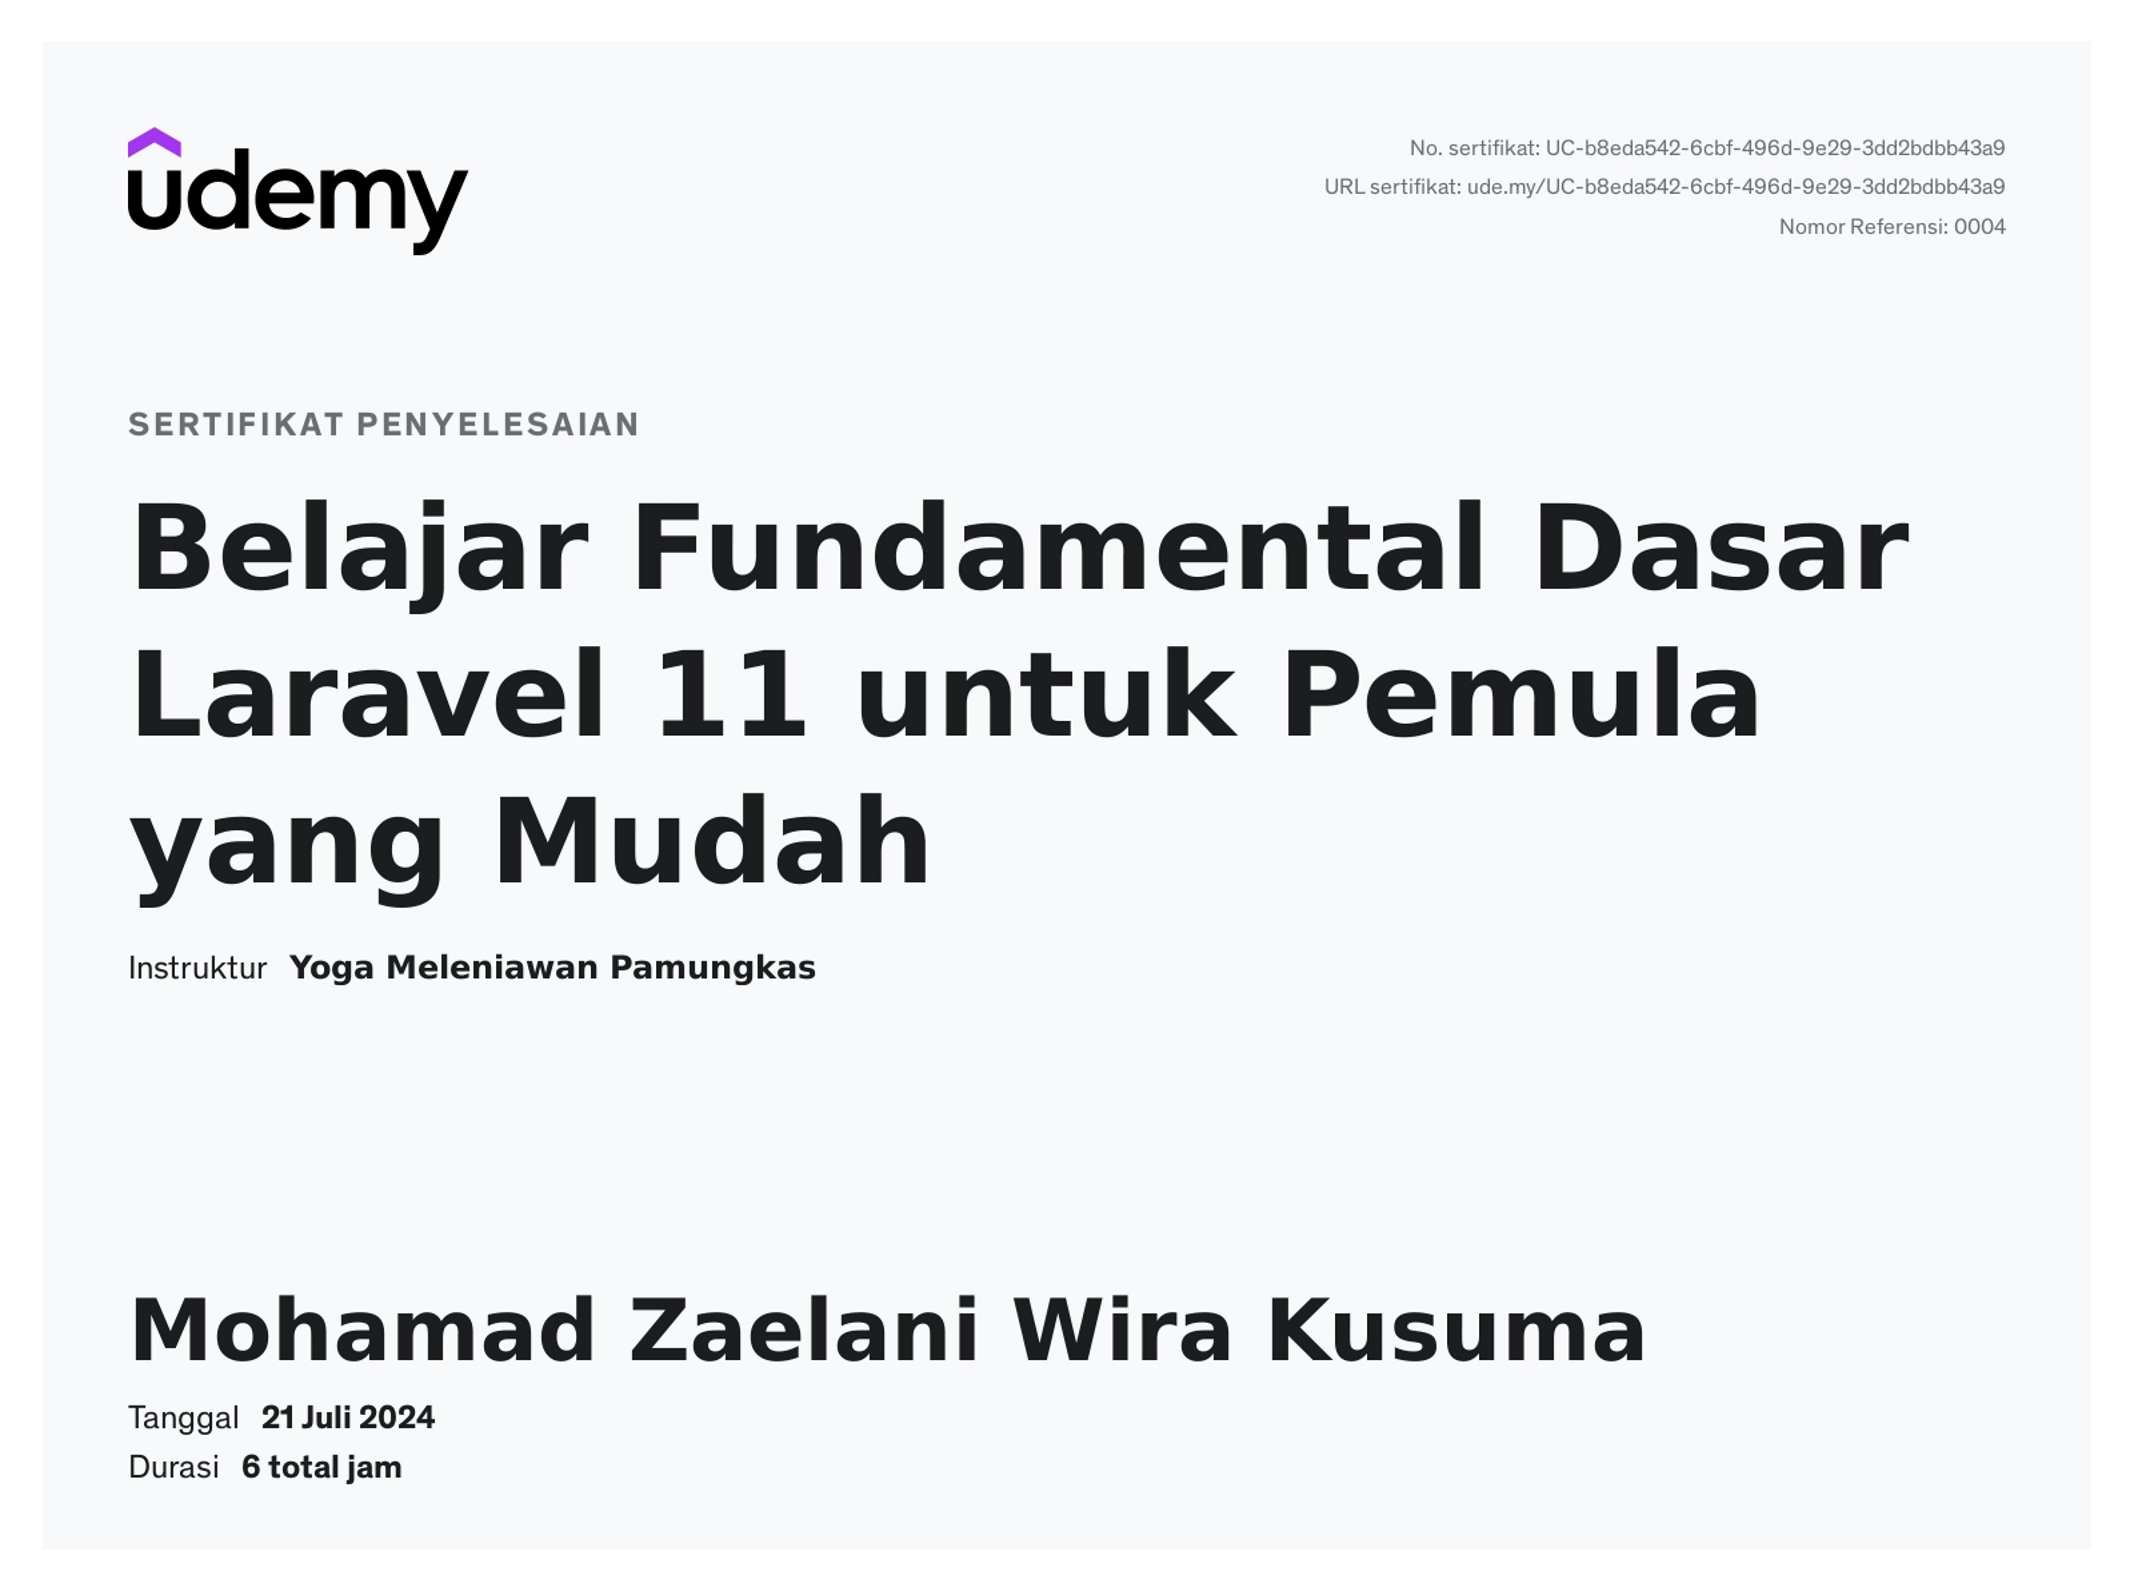 udemy
No. sertifikat: UC-b8eda542-6cbf-496d-9e29-3dd2bdbb43a9
URL sertifikat: ude.my/UC-b8eda542-6cbf-496d-9e29-3dd2bdbb43a9
Nomor Referensi: 0004
SERTIFIKAT PENYELESAIAN
Belajar Fundamental Dasar
Laravel 11 untuk Pemula
yang Mudah
Instruktur Yoga Meleniawan Pamungkas
Mohamad Zaelani Wira Kusuma
Tanggal 21 Juli 2024
Durasi 6 total jam